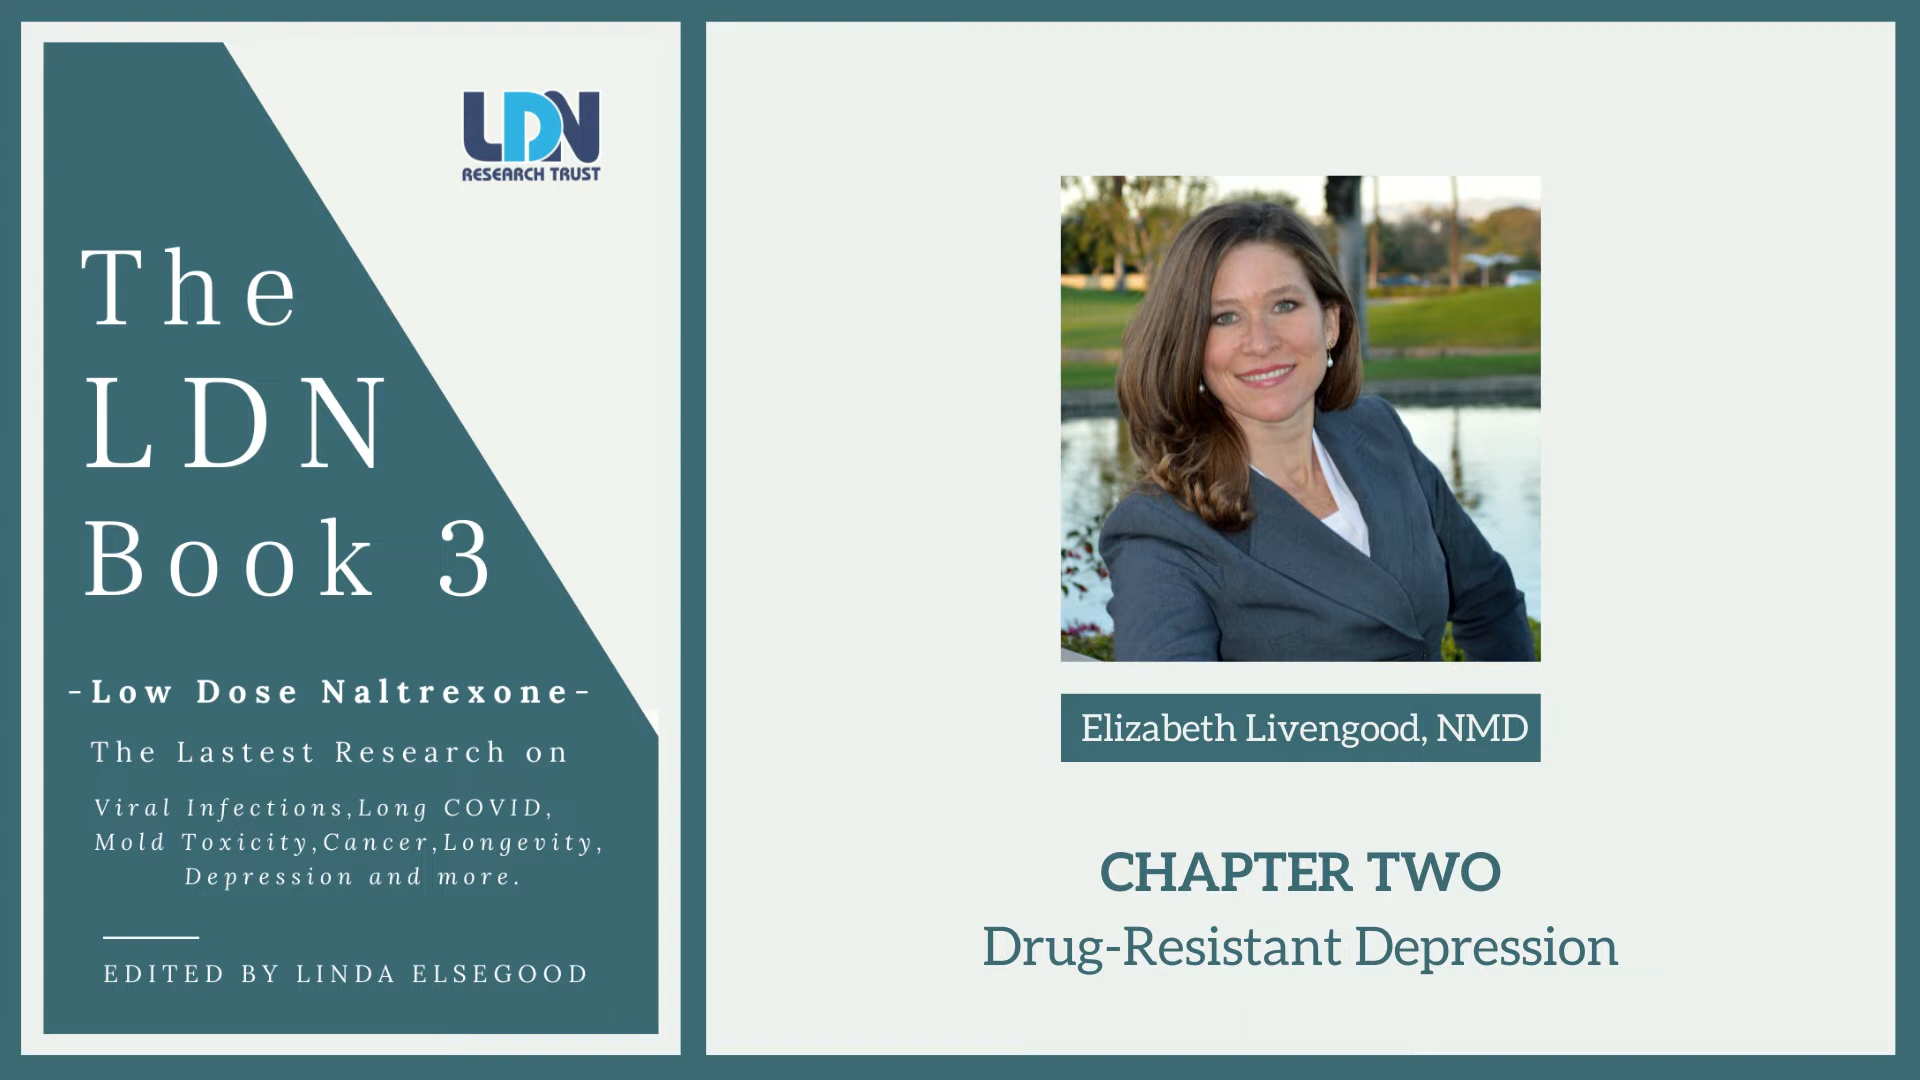 LDN
RESEARCH TRUST
The
LDN
Book 3
-Low Dose Naltrexone-
The Lastest Research on
Viral Infections,Long COVID,
Mold Toxicity,Cancer,Longevity,
Depression and more.
EDITED BY LINDA ELSEGOOD
Elizabeth Livengood, NMD
CHAPTER TWO
Drug-Resistant Depression